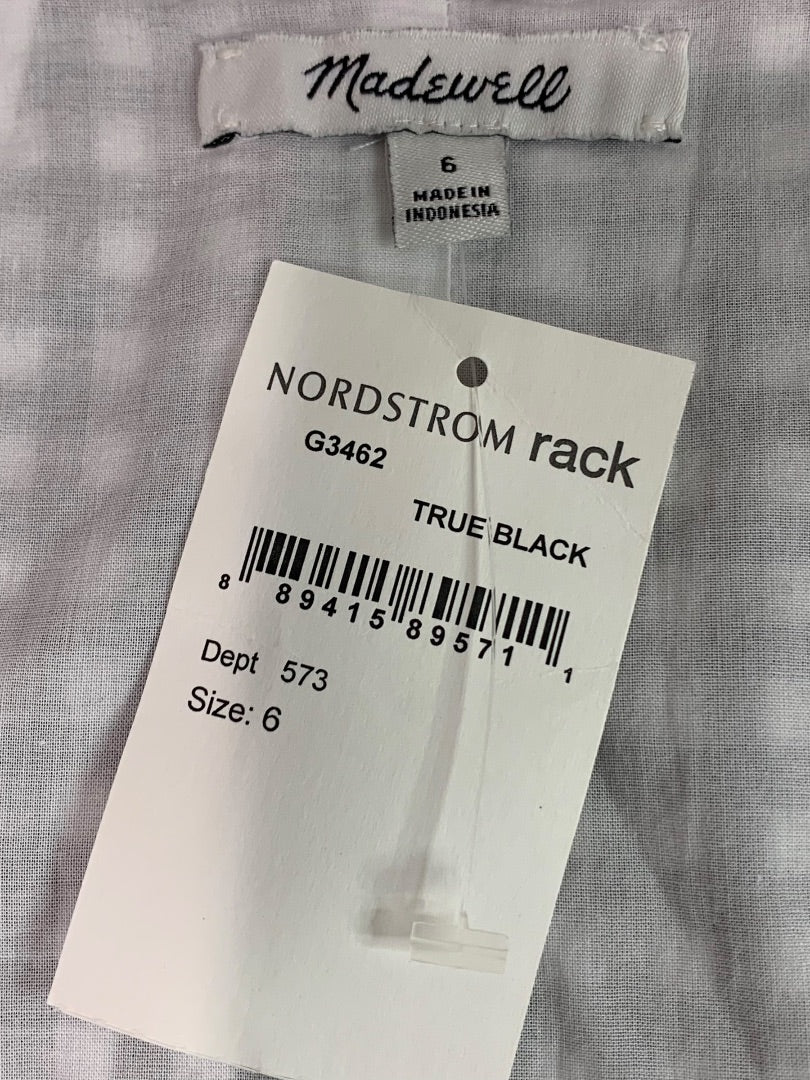 Madewell
6
MADE IN
INDONESIA
NORDSTROM rack
G3462
TRUE BLACK
8 89415 89571 1
Dept 573
Size: 6